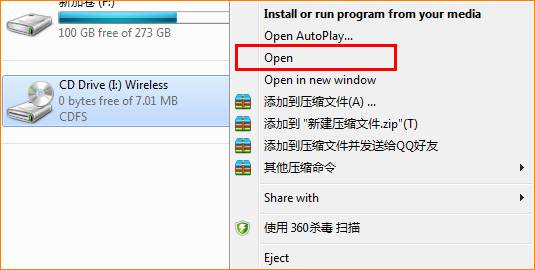 新加卷 (F:)
100 GB free of 273 GB
CD Drive (I:) Wireless
0 bytes free of 7.01 MB
CDFS
Install or run program from your media
Open AutoPlay...
Open
Open in new window
添加到压缩文件(A) ...
添加到 "新建压缩文件.zip"(T)
添加到压缩文件并发送给QQ好友
其他压缩命令
Share with
使用 360杀毒 扫描
Eject